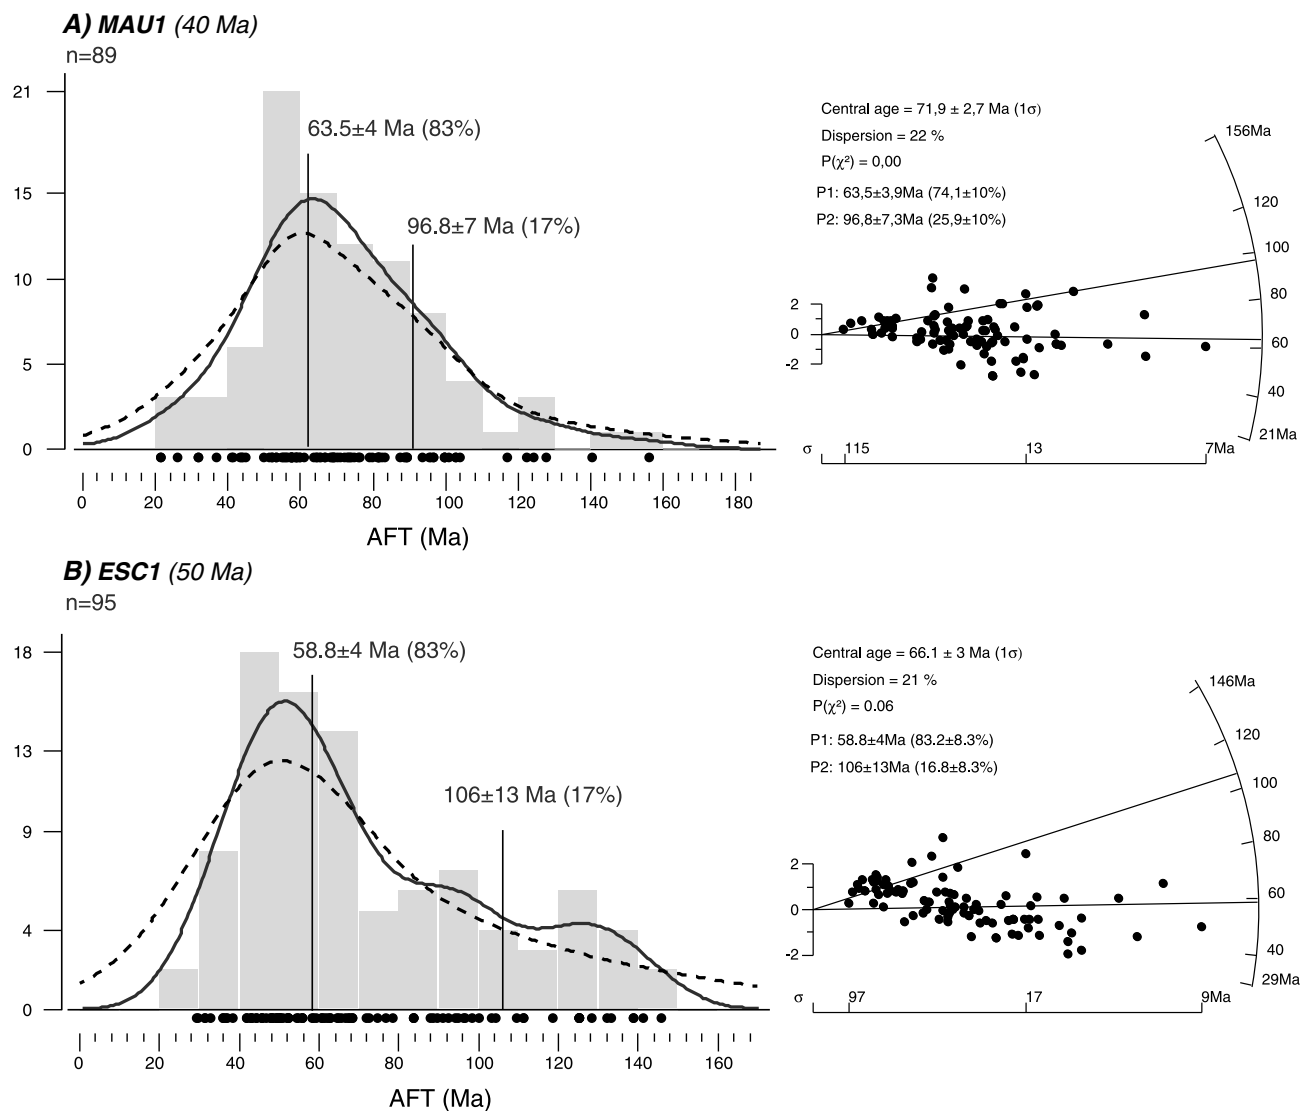 A) MAU1 (40 Ma)
n=89
21
15
10
5
0
63.5±4 Ma (83%)
96.8±7 Ma (17%)
0 20 40 60 80 100 120 140 160 180
AFT (Ma)
Central age = 71,9 ± 2,7 Ma (1σ)
Dispersion = 22 %
P(χ²) = 0,00
P1: 63,5±3,9Ma (74,1±10%)
P2: 96,8±7,3Ma (25,9±10%)
156Ma
120
100
80
60
40
21Ma
2
0
-2
σ 115 13 7Ma
B) ESC1 (50 Ma)
n=95
18
13
9
4
0
58.8±4 Ma (83%)
106±13 Ma (17%)
0 20 40 60 80 100 120 140 160
AFT (Ma)
Central age = 66.1 ± 3 Ma (1σ)
Dispersion = 21 %
P(χ²) = 0.06
P1: 58.8±4Ma (83.2±8.3%)
P2: 106±13Ma (16.8±8.3%)
146Ma
120
100
80
60
40
29Ma
2
0
-2
σ 97 17 9Ma